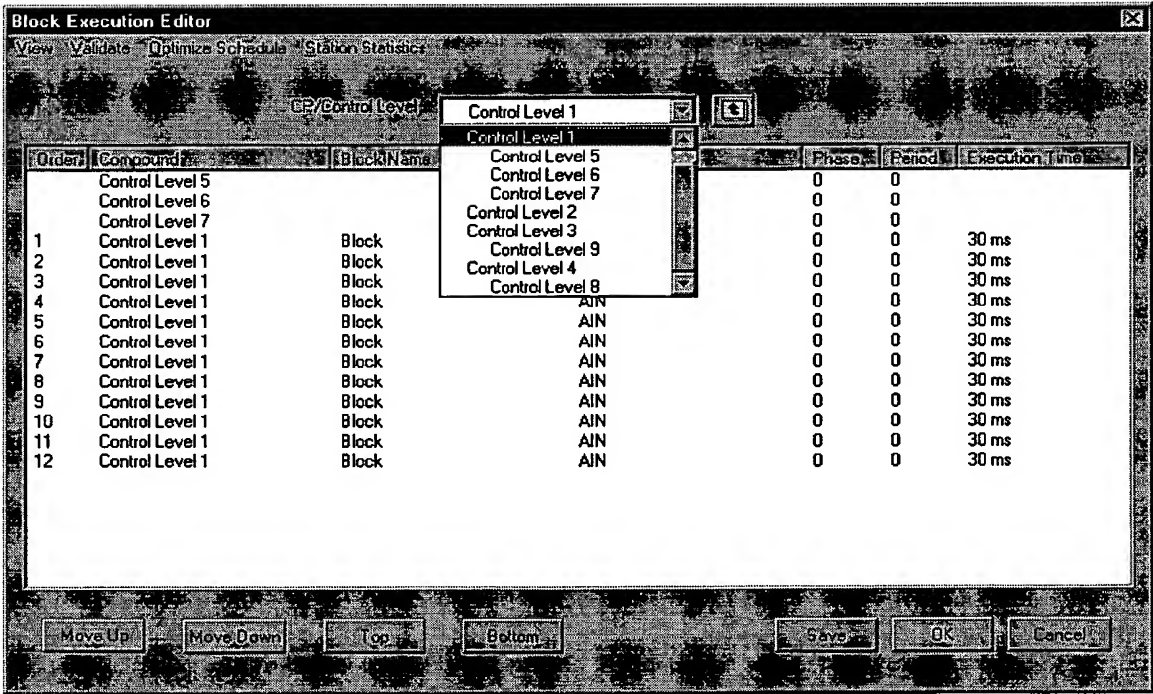 Block Execution Editor
View Validate Optimize Schedule Station Statistics
CP/Control Level Control Level 1
Control Level 1
Control Level 5
Control Level 6
Control Level 7
Control Level 2
Control Level 3
Control Level 9
Control Level 4
Control Level 8
Order Compound Block Name Phase Period Execution Time
Control Level 5 0 0
Control Level 6 0 0
Control Level 7 0 0
1 Control Level 1 Block 0 0 30 ms
2 Control Level 1 Block 0 0 30 ms
3 Control Level 1 Block 0 0 30 ms
4 Control Level 1 Block AIN 0 0 30 ms
5 Control Level 1 Block AIN 0 0 30 ms
6 Control Level 1 Block AIN 0 0 30 ms
7 Control Level 1 Block AIN 0 0 30 ms
8 Control Level 1 Block AIN 0 0 30 ms
9 Control Level 1 Block AIN 0 0 30 ms
10 Control Level 1 Block AIN 0 0 30 ms
11 Control Level 1 Block AIN 0 0 30 ms
12 Control Level 1 Block AIN 0 0 30 ms
Move Up Move Down Top Bottom Save OK Cancel